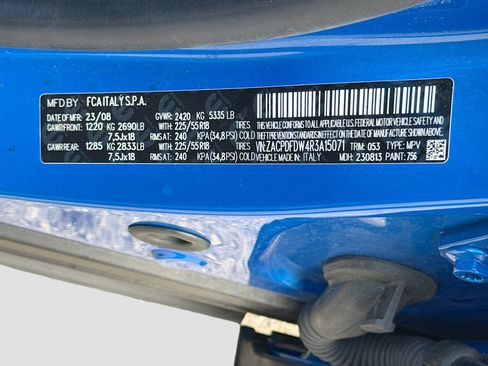 MFD BY FCA ITALY S.P.A.
DATE OF MFR: 23/08 GVWR: 2420 KG 5335 LB
GAWR FRONT: 1220 KG 2690LB WITH 225/55R18
7,5Jx18 RIMS AT: 240 KPA (34,8PSI) COLD
GAWR REAR: 1285 KG 2833LB WITH 225/55R18
7,5Jx18 RIMS AT: 240 KPA (34,8PSI) COLD
THIS VEHICLE CONFORMS TO ALL APPLICABLE U.S.A.
FEDERAL MOTOR VEHICLE SAFETY, BUMPER AND
THEFT PREVENTION STANDARDS IN EFFECT ON THE
DATE OF MANUFACTURE SHOWN ABOVE.
VIN: ZACPDFDW4R3A15071 TRIM: 053 TYPE: MPV
MADE IN: ITALY MDH: 230813 PAINT: 756